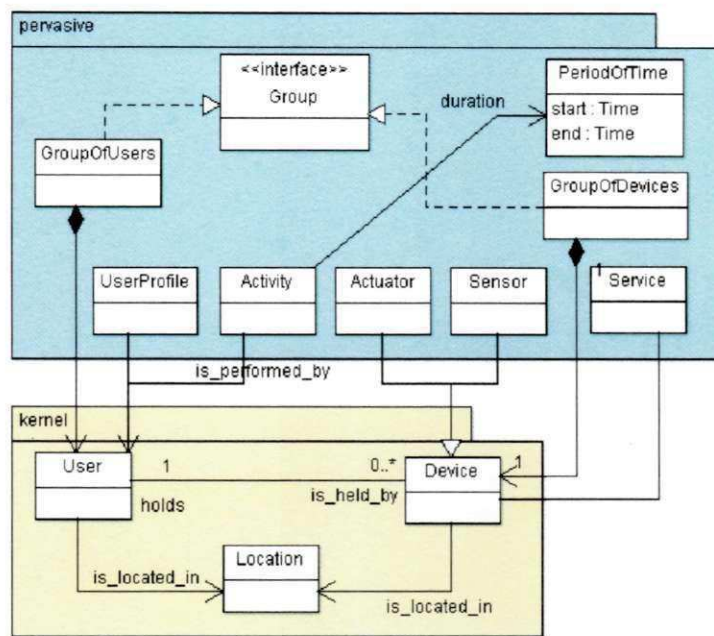 pervasive
<<interface>>
Group
PeriodOfTime
start : Time
end : Time
duration
GroupOfUsers
GroupOfDevices
UserProfile
Activity
Actuator
Sensor
1
Service
is_performed_by
kernel
User
1
0..*
Device
1
holds
is_held_by
Location
is_located_in
is_located_in